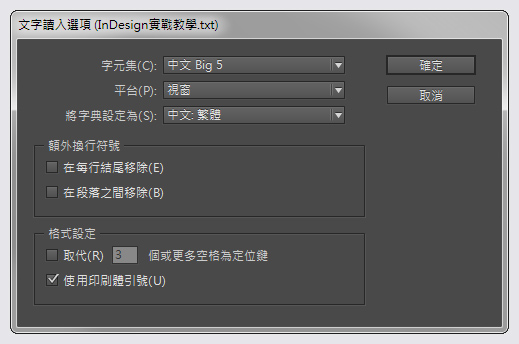 文字讀入選項 (InDesign實戰教學.txt)
字元集(C): 中文 Big 5
確定
平台(P): 視窗
取消
將字典設定為(S): 中文: 繁體
額外換行符號
在每行結尾移除(E)
在段落之間移除(B)
格式設定
取代(R) 3 個或更多空格為定位鍵
使用印刷體引號(U)